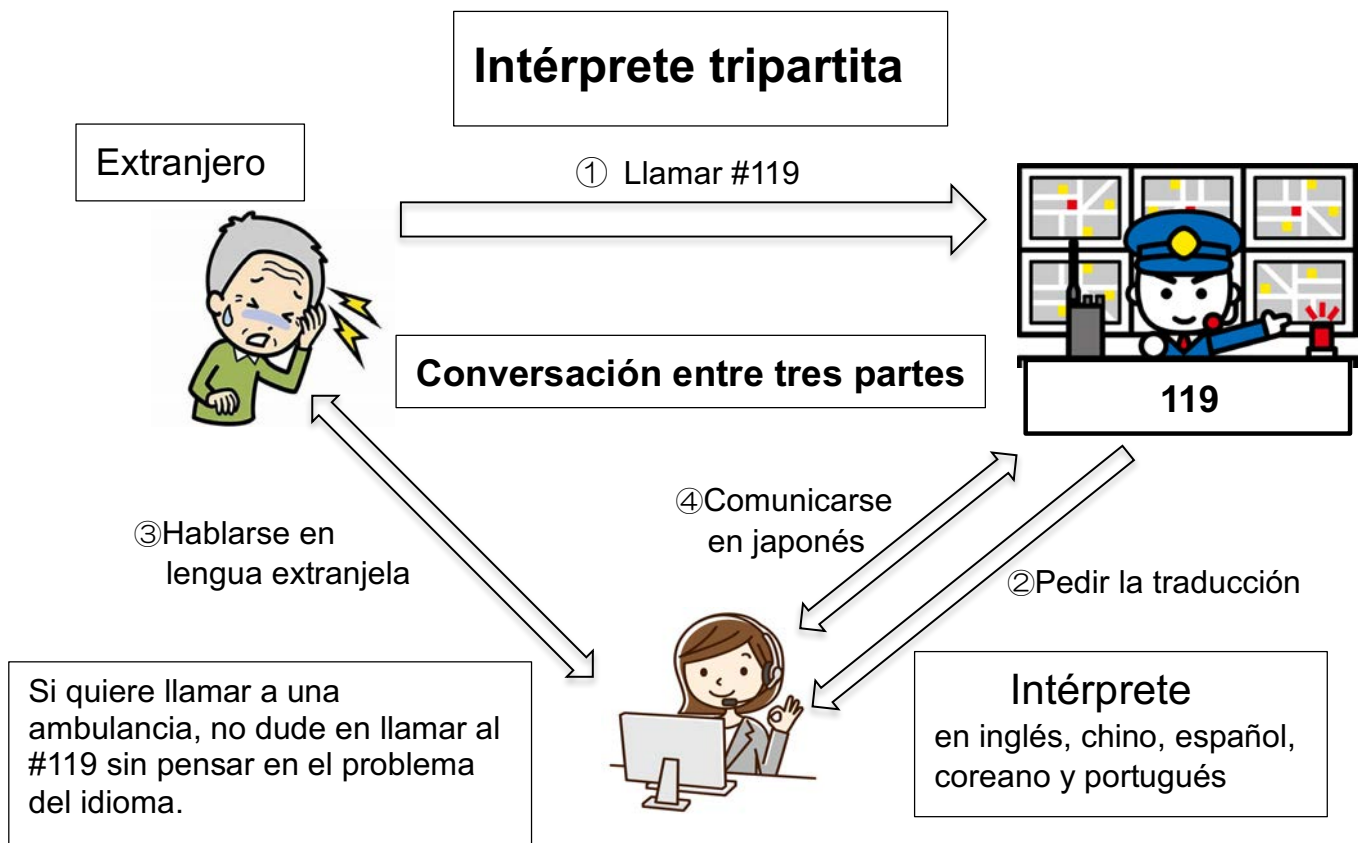 Intérprete tripartita
Extranjero
① Llamar #119
Conversación entre tres partes
119
③Hablarse en
lengua extranjela
④Comunicarse
en japonés
②Pedir la traducción
Si quiere llamar a una
ambulancia, no dude en llamar al
#119 sin pensar en el problema
del idioma.
Intérprete
en inglés, chino, español,
coreano y portugués